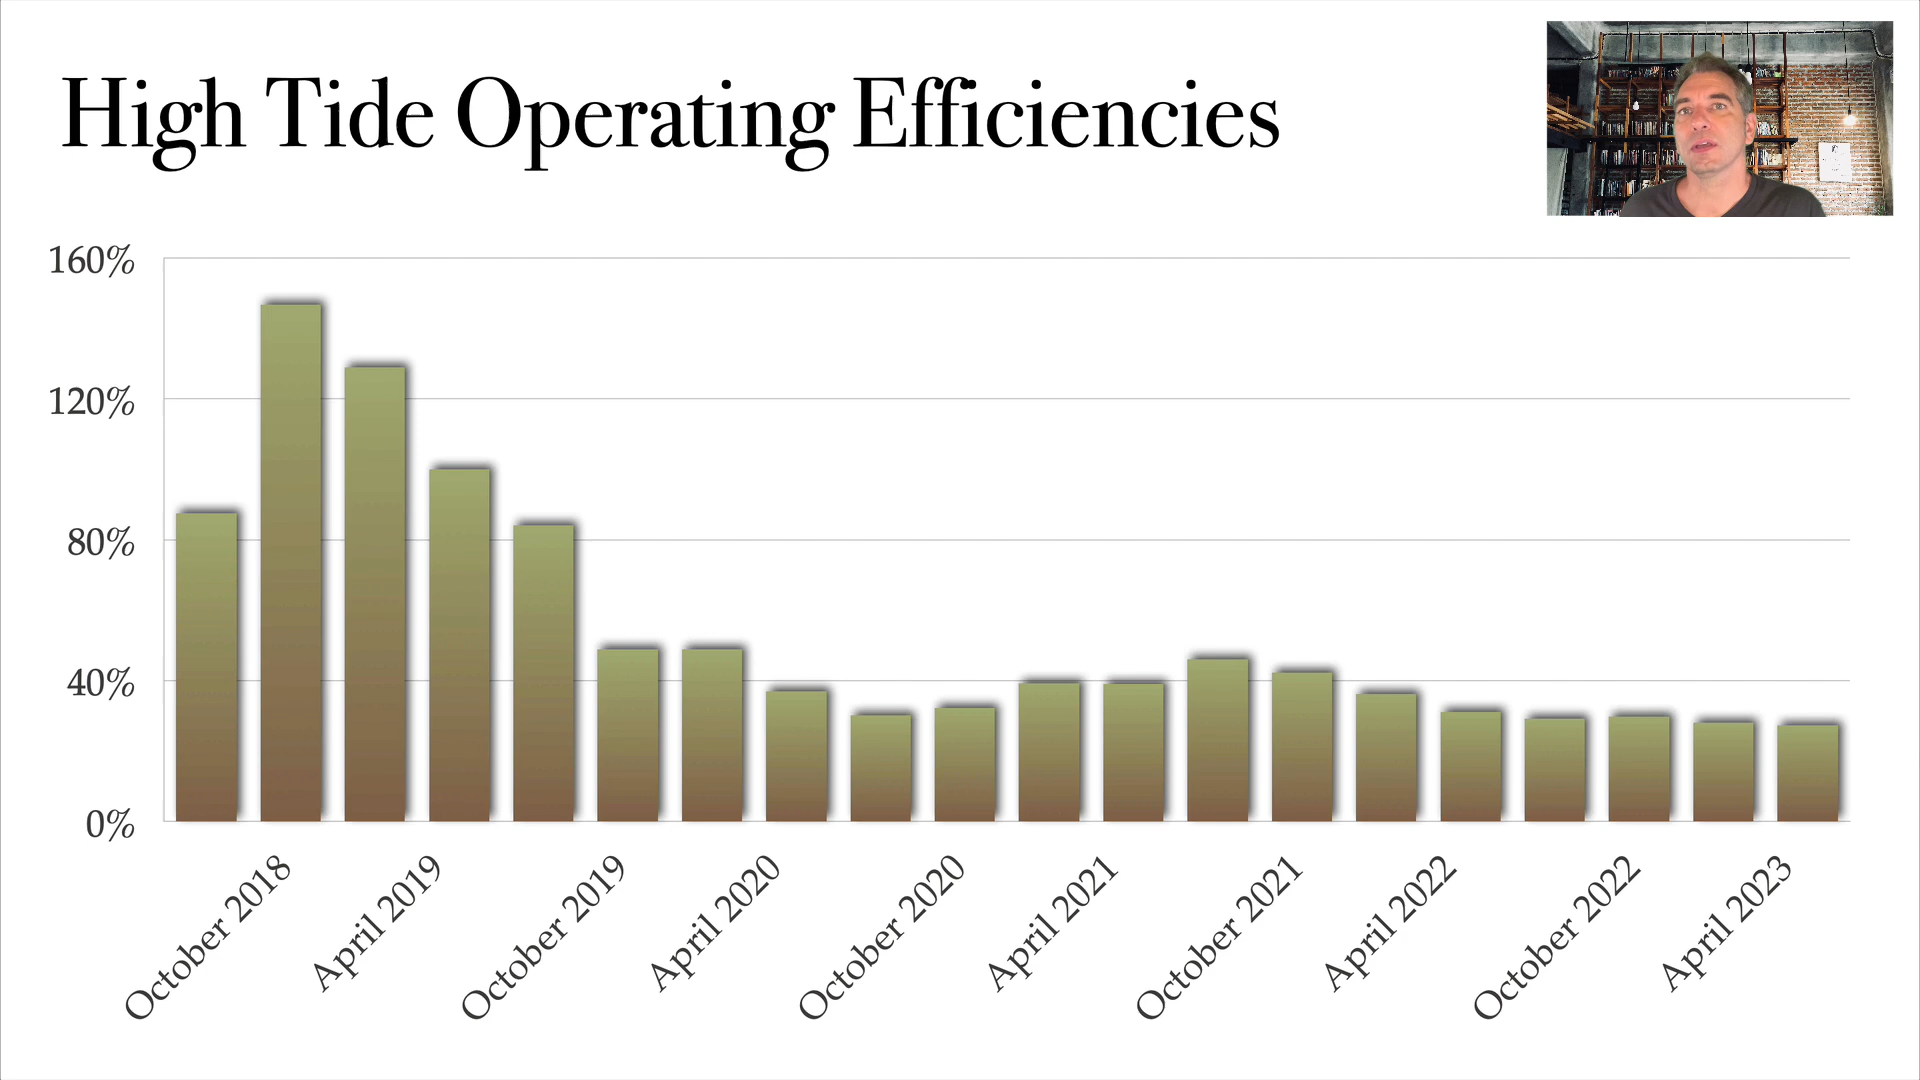 High Tide Operating Efficiencies
160%
120%
80%
40%
0%
October 2018
April 2019
October 2019
April 2020
October 2020
April 2021
October 2021
April 2022
October 2022
April 2023